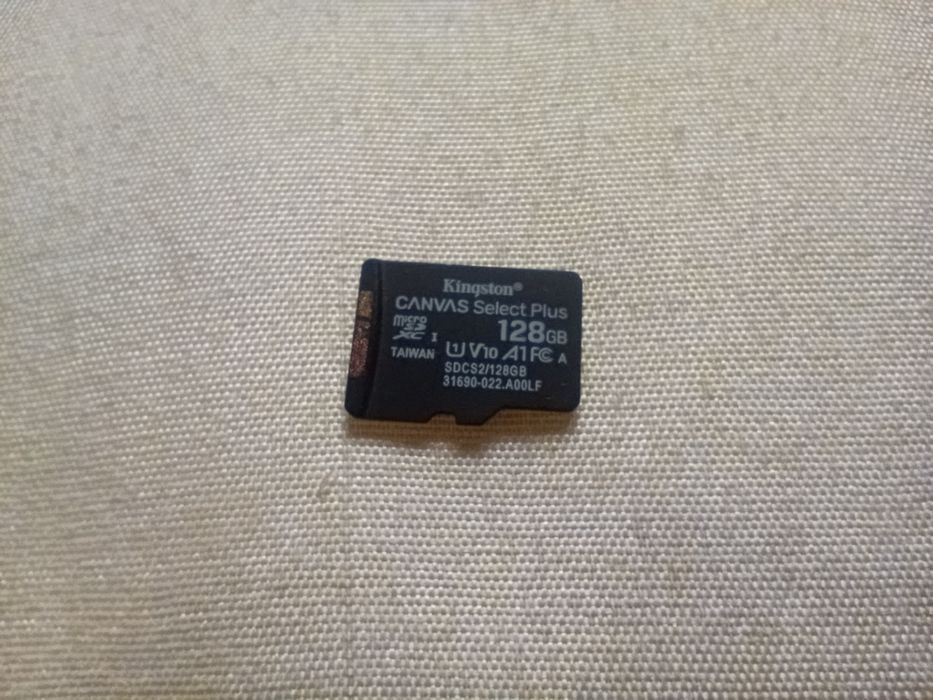 Kingston®
CANVAS Select Plus
micro SD XC I
128GB
TAIWAN U1 V10 A1 FC A
SDCS2/128GB
31690-022.A00LF